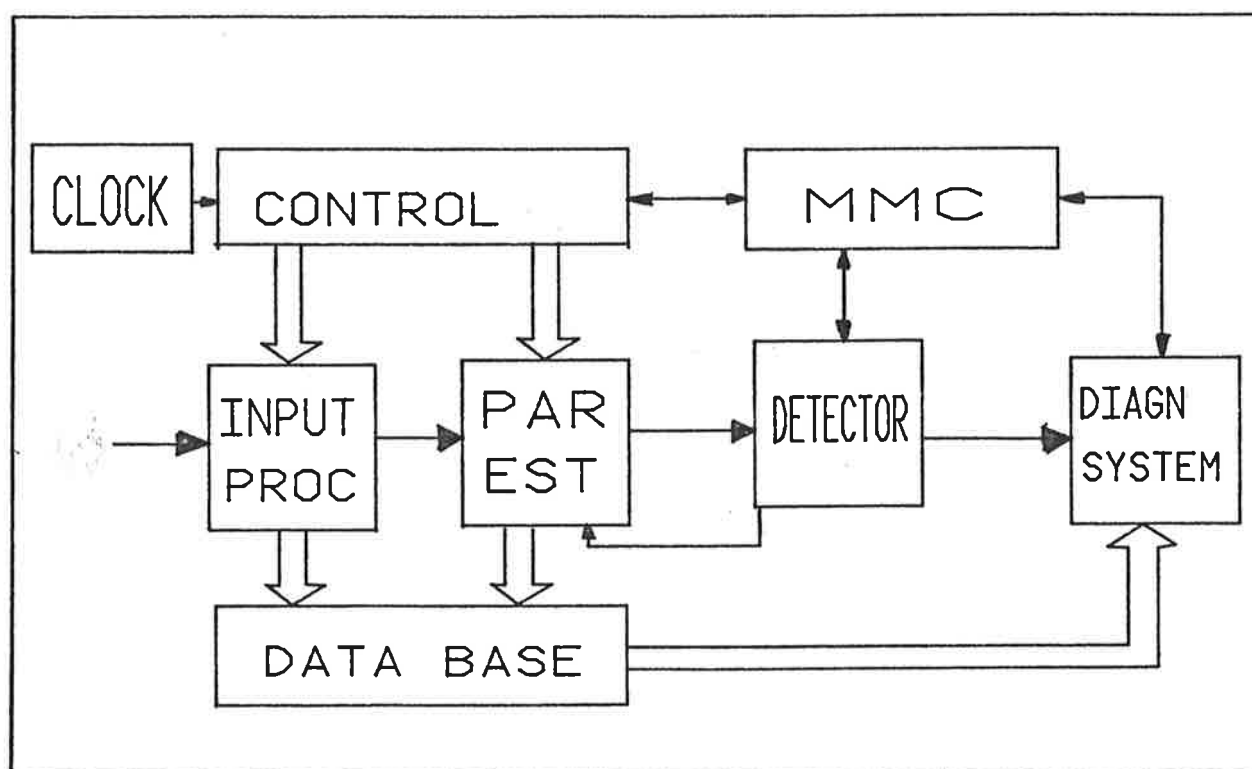 CLOCK
CONTROL
MMC
INPUT
PROC
PAR
EST
DETECTOR
DIAGN
SYSTEM
DATA BASE